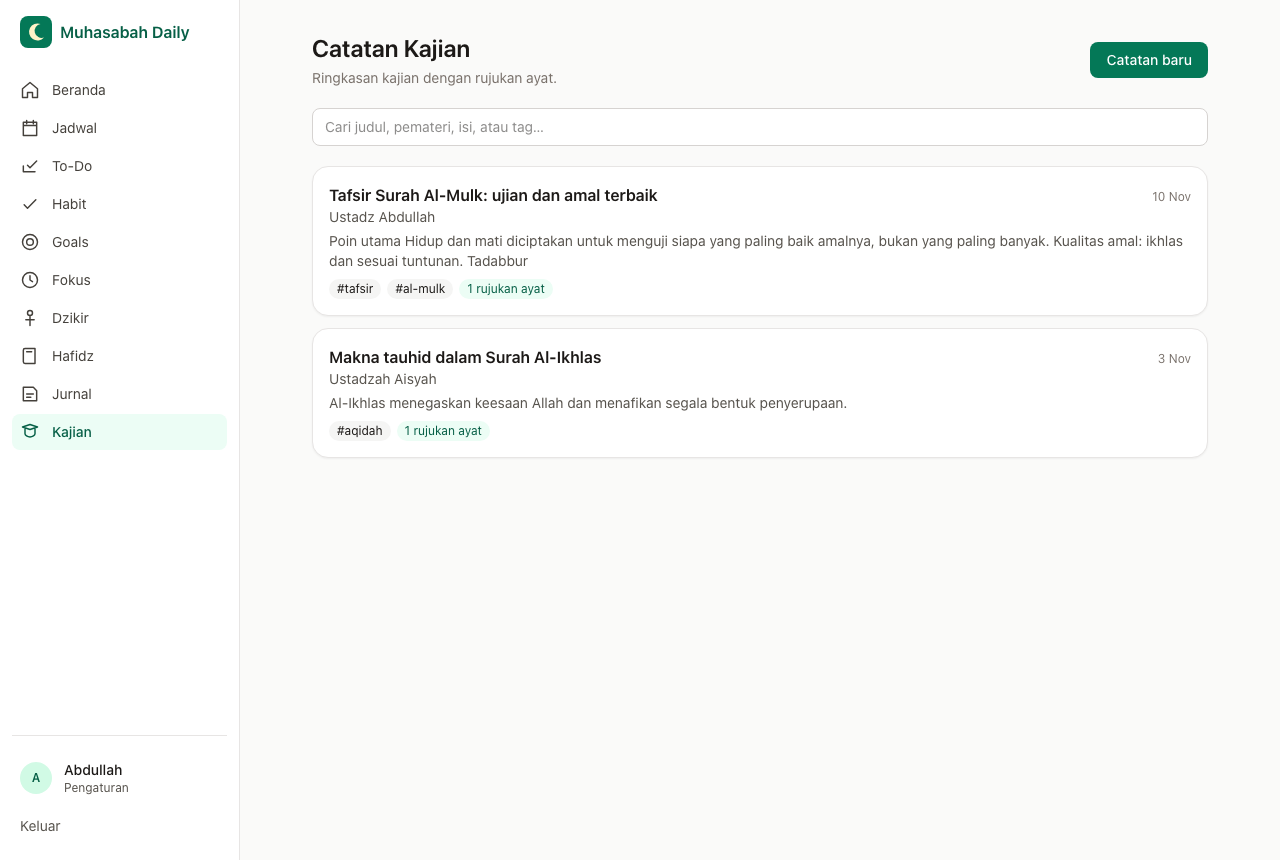 Muhasabah Daily
Beranda
Jadwal
To-Do
Habit
Goals
Fokus
Dzikir
Hafidz
Jurnal
Kajian
A
Abdullah
Pengaturan
Keluar
Catatan Kajian
Ringkasan kajian dengan rujukan ayat.
Catatan baru
Cari judul, pemateri, isi, atau tag...
Tafsir Surah Al-Mulk: ujian dan amal terbaik
10 Nov
Ustadz Abdullah
Poin utama Hidup dan mati diciptakan untuk menguji siapa yang paling baik amalnya, bukan yang paling banyak. Kualitas amal: ikhlas
dan sesuai tuntunan. Tadabbur
#tafsir #al-mulk 1 rujukan ayat
Makna tauhid dalam Surah Al-Ikhlas
3 Nov
Ustadzah Aisyah
Al-Ikhlas menegaskan keesaan Allah dan menafikan segala bentuk penyerupaan.
#aqidah 1 rujukan ayat